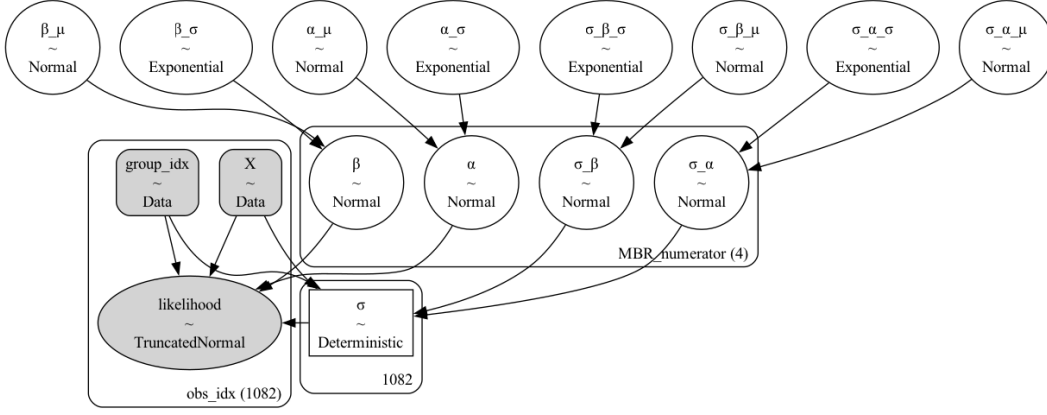 β_μ
~
Normal
β_σ
~
Exponential
α_μ
~
Normal
α_σ
~
Exponential
σ_β_σ
~
Exponential
σ_β_μ
~
Normal
σ_α_σ
~
Exponential
σ_α_μ
~
Normal
group_idx
~
Data
X
~
Data
β
~
Normal
α
~
Normal
σ_β
~
Normal
σ_α
~
Normal
MBR_numerator (4)
likelihood
~
TruncatedNormal
σ
~
Deterministic
1082
obs_idx (1082)